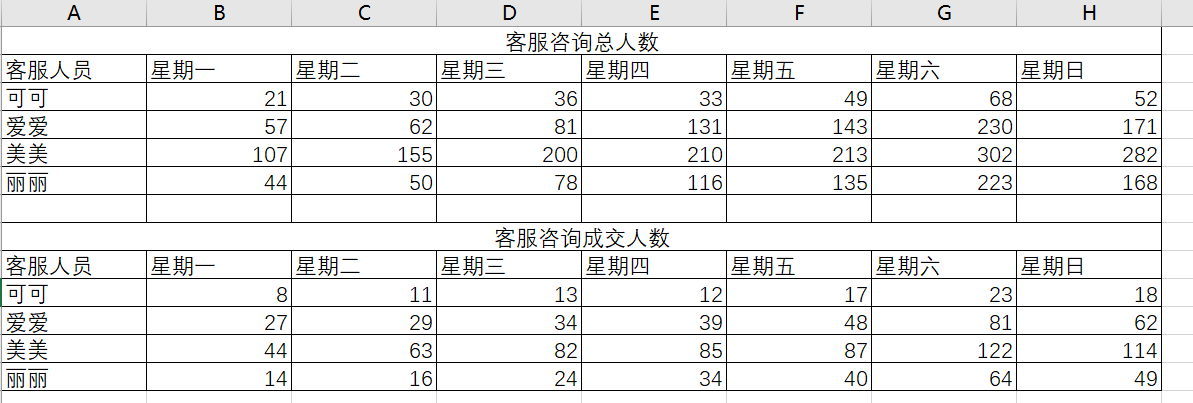 A B C D E F G H
客服咨询总人数
客服人员 星期一 星期二 星期三 星期四 星期五 星期六 星期日
可可 21 30 36 33 49 68 52
爱爱 57 62 81 131 143 230 171
美美 107 155 200 210 213 302 282
丽丽 44 50 78 116 135 223 168
客服咨询成交人数
客服人员 星期一 星期二 星期三 星期四 星期五 星期六 星期日
可可 8 11 13 12 17 23 18
爱爱 27 29 34 39 48 81 62
美美 44 63 82 85 87 122 114
丽丽 14 16 24 34 40 64 49